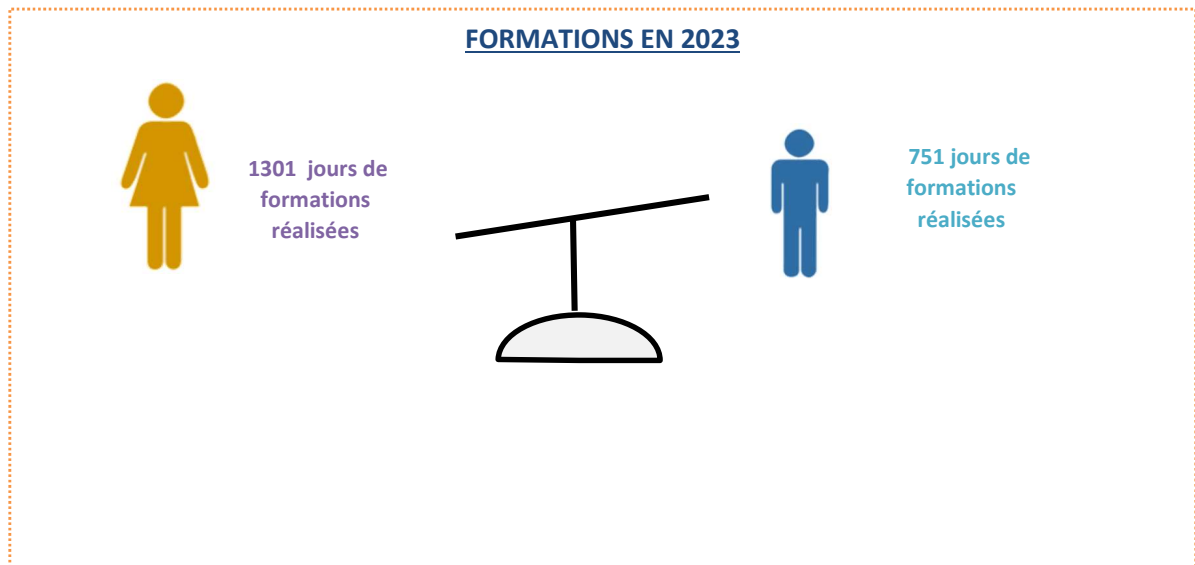 FORMATIONS EN 2023
1301 jours de
formations
réalisées
751 jours de
formations
réalisées